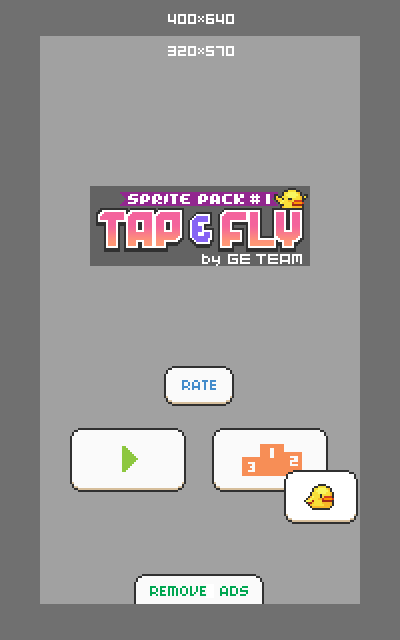 400×640
320×570
SPRITE PACK #1
TAP & FLY
by GE TEAM
RATE
1
3 2
REMOVE ADS